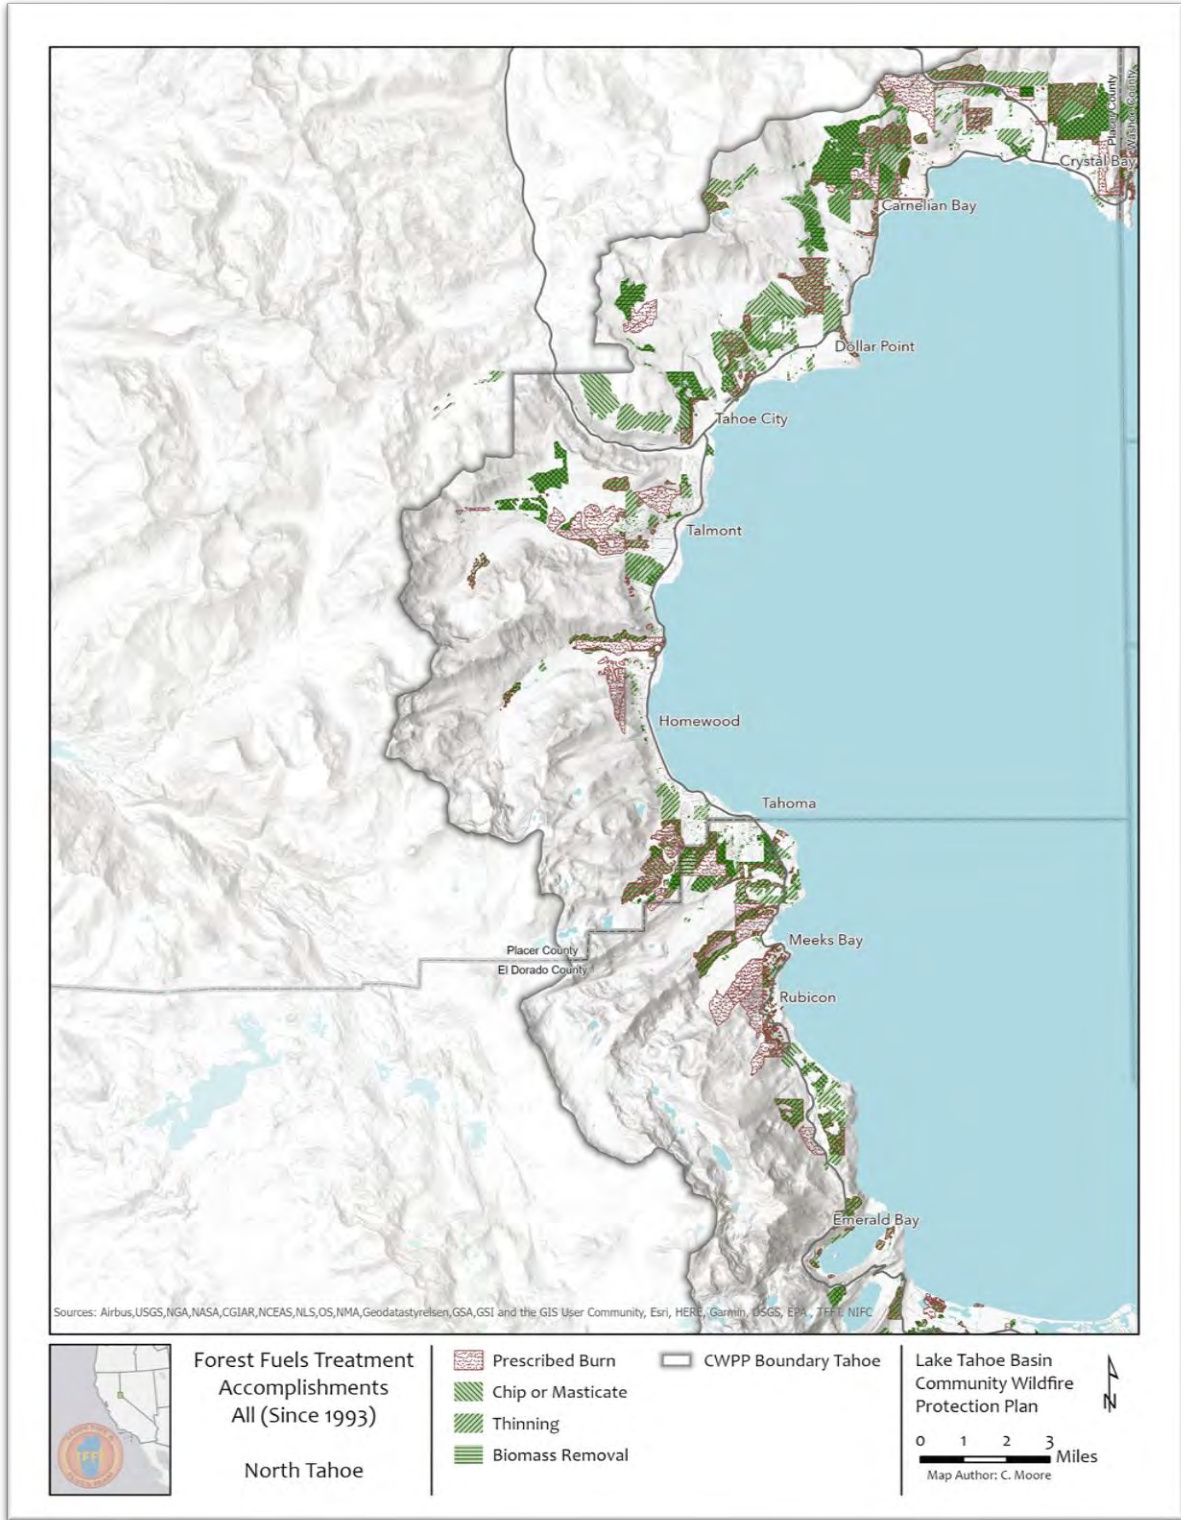 Placer County
Washoe County
Crystal Bay
Carnelian Bay
Dollar Point
Tahoe City
Talmont
Homewood
Tahoma
Meeks Bay
Placer County
El Dorado County
Rubicon
Emerald Bay
Sources: Airbus,USGS,NGA,NASA,CGIAR,NCEAS,NLS,OS,NMA,Geodatastyrelsen,GSA,GSI and the GIS User Community, Esri, HERE, Garmin, USGS, EPA, TFFT, NIFC
Forest Fuels Treatment
Accomplishments
All (Since 1993)
North Tahoe
TFFT
Prescribed Burn
Chip or Masticate
Thinning
Biomass Removal
CWPP Boundary Tahoe
Lake Tahoe Basin
Community Wildfire
Protection Plan
N
0 1 2 3
Miles
Map Author: C. Moore